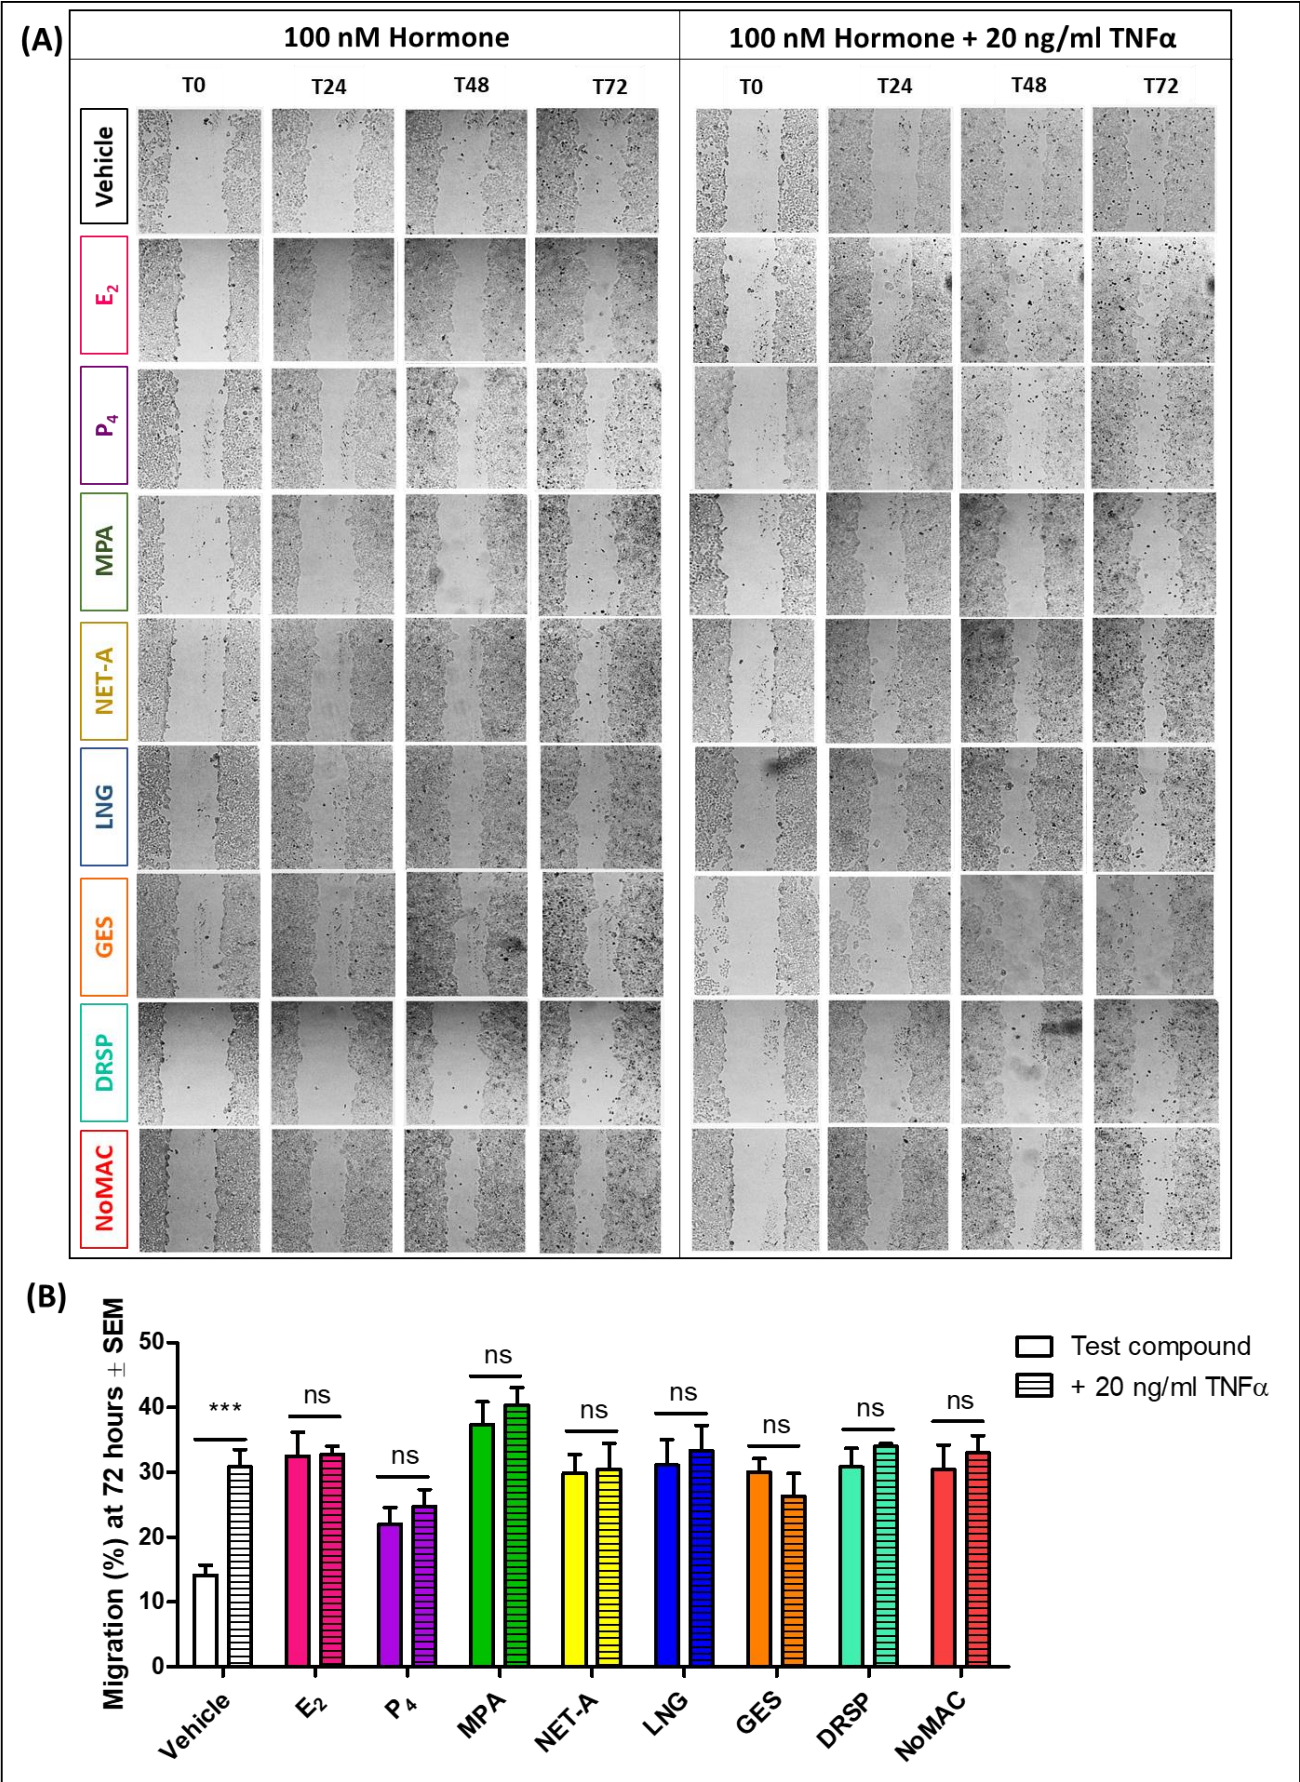 (A)
100 nM Hormone
100 nM Hormone + 20 ng/ml TNFα
T0 T24 T48 T72 T0 T24 T48 T72
Vehicle
E₂
P₄
MPA
NET-A
LNG
GES
DRSP
NoMAC
(B)
Migration (%) at 72 hours ± SEM
50
40
30
20
10
0
*** ns ns ns ns ns ns ns ns
Test compound
+ 20 ng/ml TNFα
Vehicle E₂ P₄ MPA NET-A LNG GES DRSP NoMAC